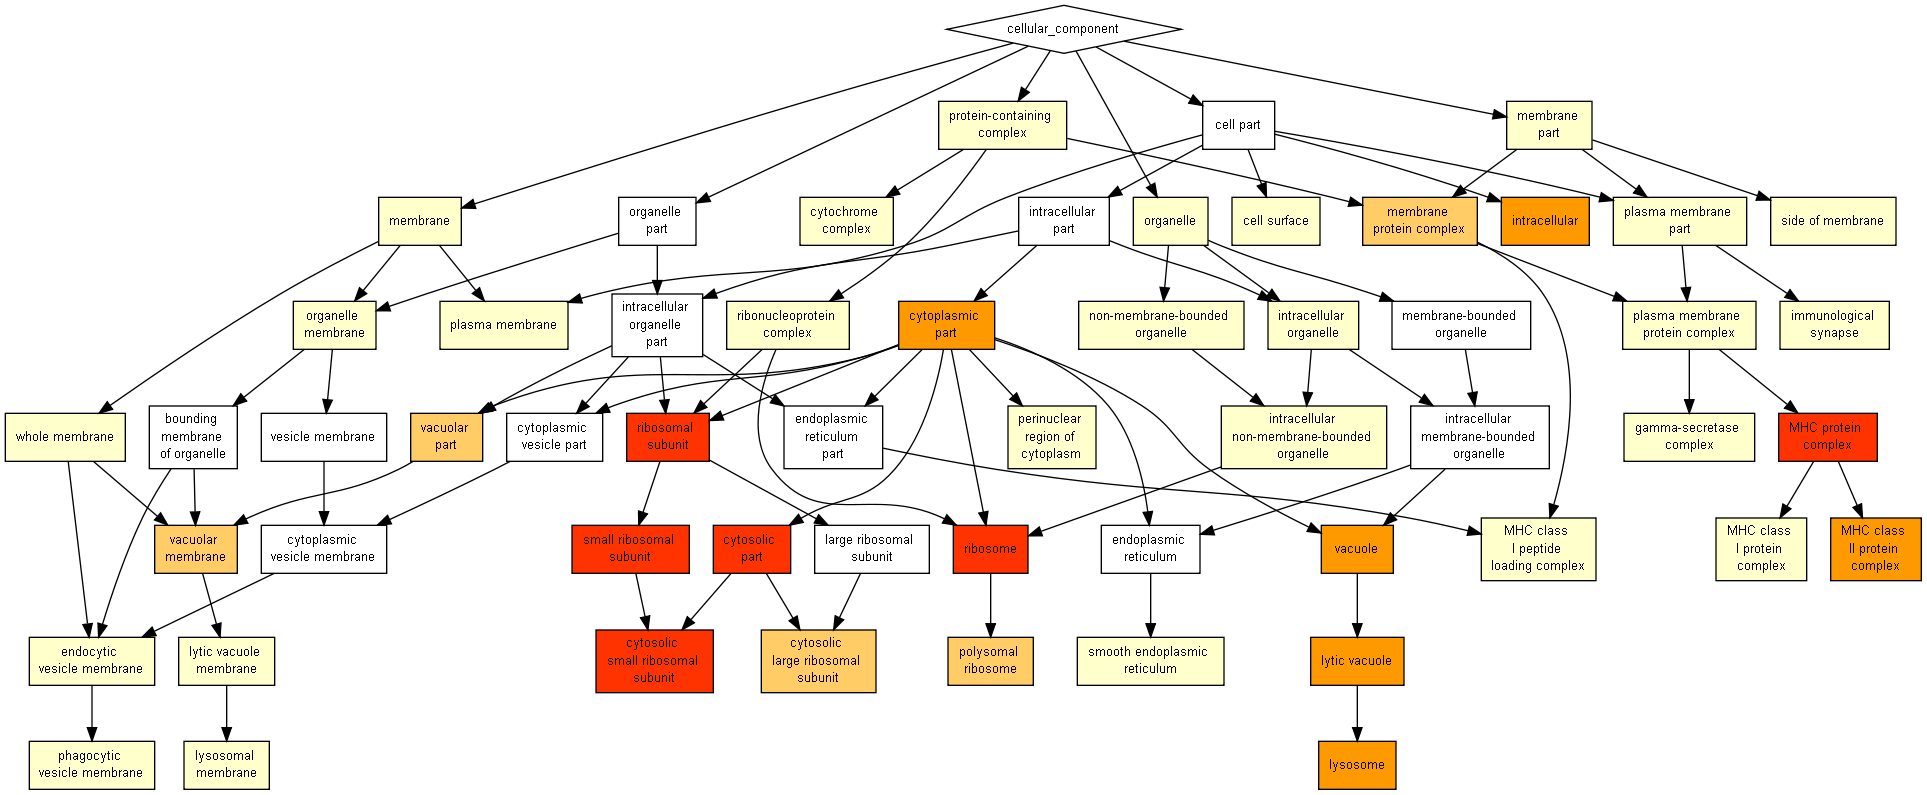 cellular_component
protein-containing
complex
cell part
membrane
part
membrane
organelle
part
cytochrome
complex
intracellular
part
organelle
cell surface
membrane
protein complex
intracellular
plasma membrane
part
side of membrane
organelle
membrane
plasma membrane
intracellular
organelle
part
ribonucleoprotein
complex
cytoplasmic
part
non-membrane-bounded
organelle
intracellular
organelle
membrane-bounded
organelle
plasma membrane
protein complex
immunological
synapse
whole membrane
bounding
membrane
of organelle
vesicle membrane
vacuolar
part
cytoplasmic
vesicle part
ribosomal
subunit
endoplasmic
reticulum
part
perinuclear
region of
cytoplasm
intracellular
non-membrane-bounded
organelle
intracellular
membrane-bounded
organelle
gamma-secretase
complex
MHC protein
complex
vacuolar
membrane
cytoplasmic
vesicle membrane
small ribosomal
subunit
cytosolic
part
large ribosomal
subunit
ribosome
endoplasmic
reticulum
vacuole
MHC class
I peptide
loading complex
MHC class
I protein
complex
MHC class
II protein
complex
endocytic
vesicle membrane
lytic vacuole
membrane
cytosolic
small ribosomal
subunit
cytosolic
large ribosomal
subunit
polysomal
ribosome
smooth endoplasmic
reticulum
lytic vacuole
phagocytic
vesicle membrane
lysosomal
membrane
lysosome